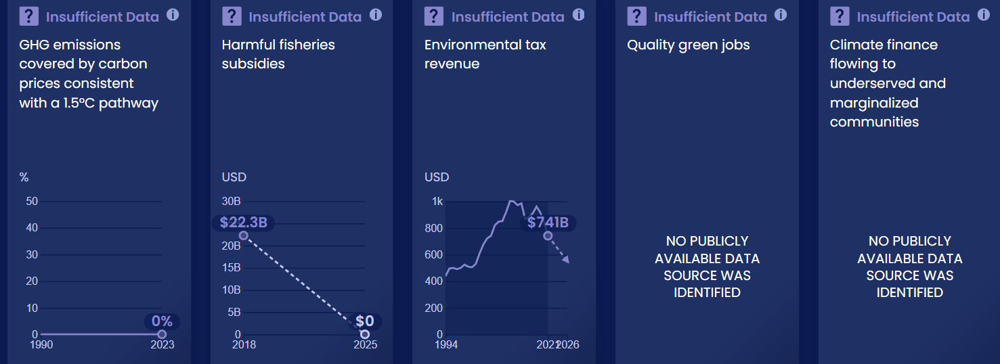 ? Insufficient Data i
GHG emissions
covered by carbon
prices consistent
with a 1.5°C pathway
%
50
40
30
20
10
0
0%
1990 2023
? Insufficient Data i
Harmful fisheries
subsidies
USD
30B
$22.3B
20B
15B
10B
5B
0
$0
2018 2025
? Insufficient Data i
Environmental tax
revenue
USD
1k
800
600
400
200
0
$741B
1994 2021 2026
? Insufficient Data i
Quality green jobs
NO PUBLICLY
AVAILABLE DATA
SOURCE WAS
IDENTIFIED
? Insufficient Data i
Climate finance
flowing to
underserved and
marginalized
communities
NO PUBLICLY
AVAILABLE DATA
SOURCE WAS
IDENTIFIED